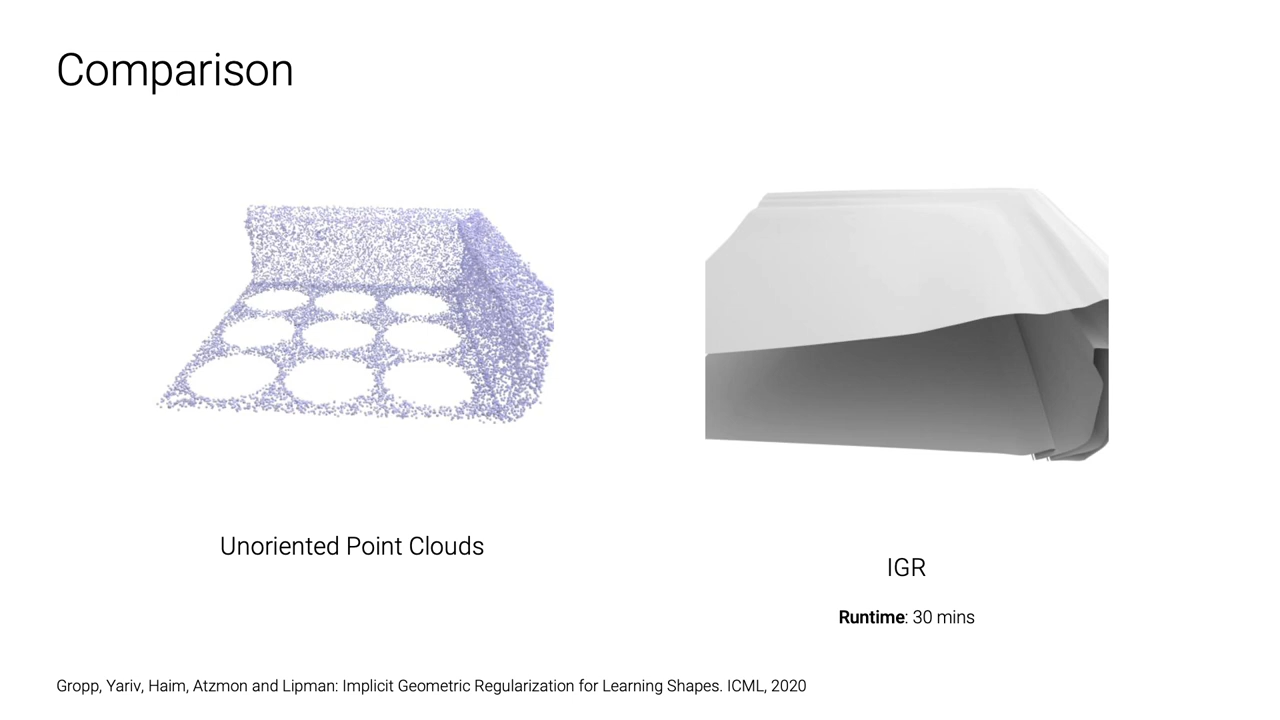 Comparison
Unoriented Point Clouds
IGR
Runtime: 30 mins
Gropp, Yariv, Haim, Atzmon and Lipman: Implicit Geometric Regularization for Learning Shapes. ICML, 2020